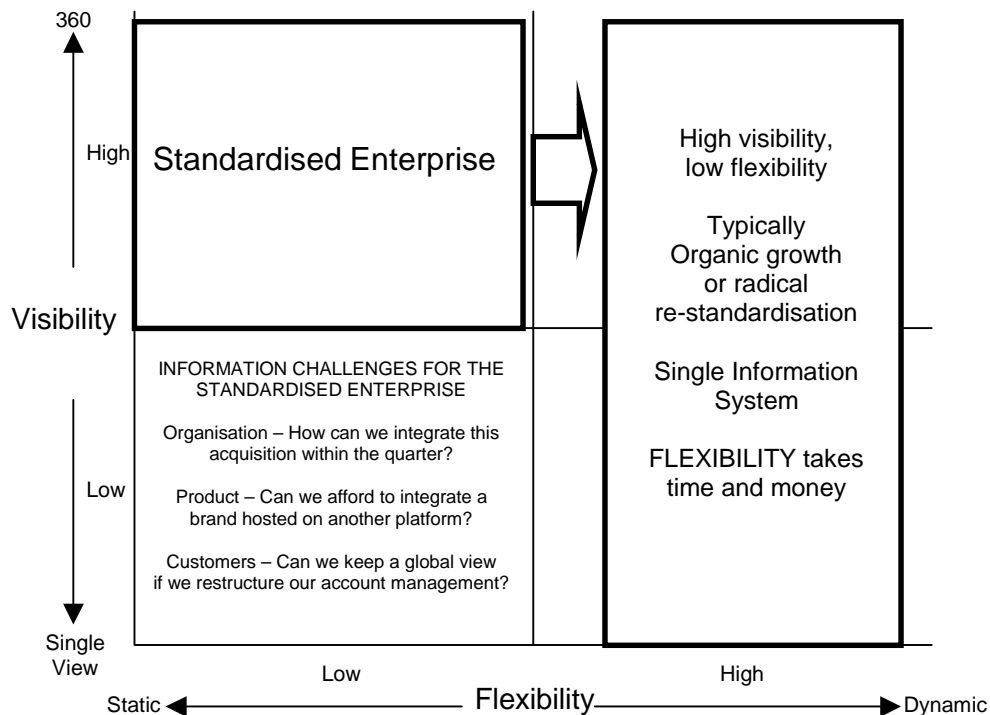 360
High
Standardised Enterprise
High visibility,
low flexibility
Typically
Organic growth
or radical
re-standardisation
Single Information
System
FLEXIBILITY takes
time and money
Visibility
INFORMATION CHALLENGES FOR THE
STANDARDISED ENTERPRISE
Organisation – How can we integrate this
acquisition within the quarter?
Product – Can we afford to integrate a
brand hosted on another platform?
Customers – Can we keep a global view
if we restructure our account management?
Low
Single
View
Low
High
Static
Flexibility
Dynamic